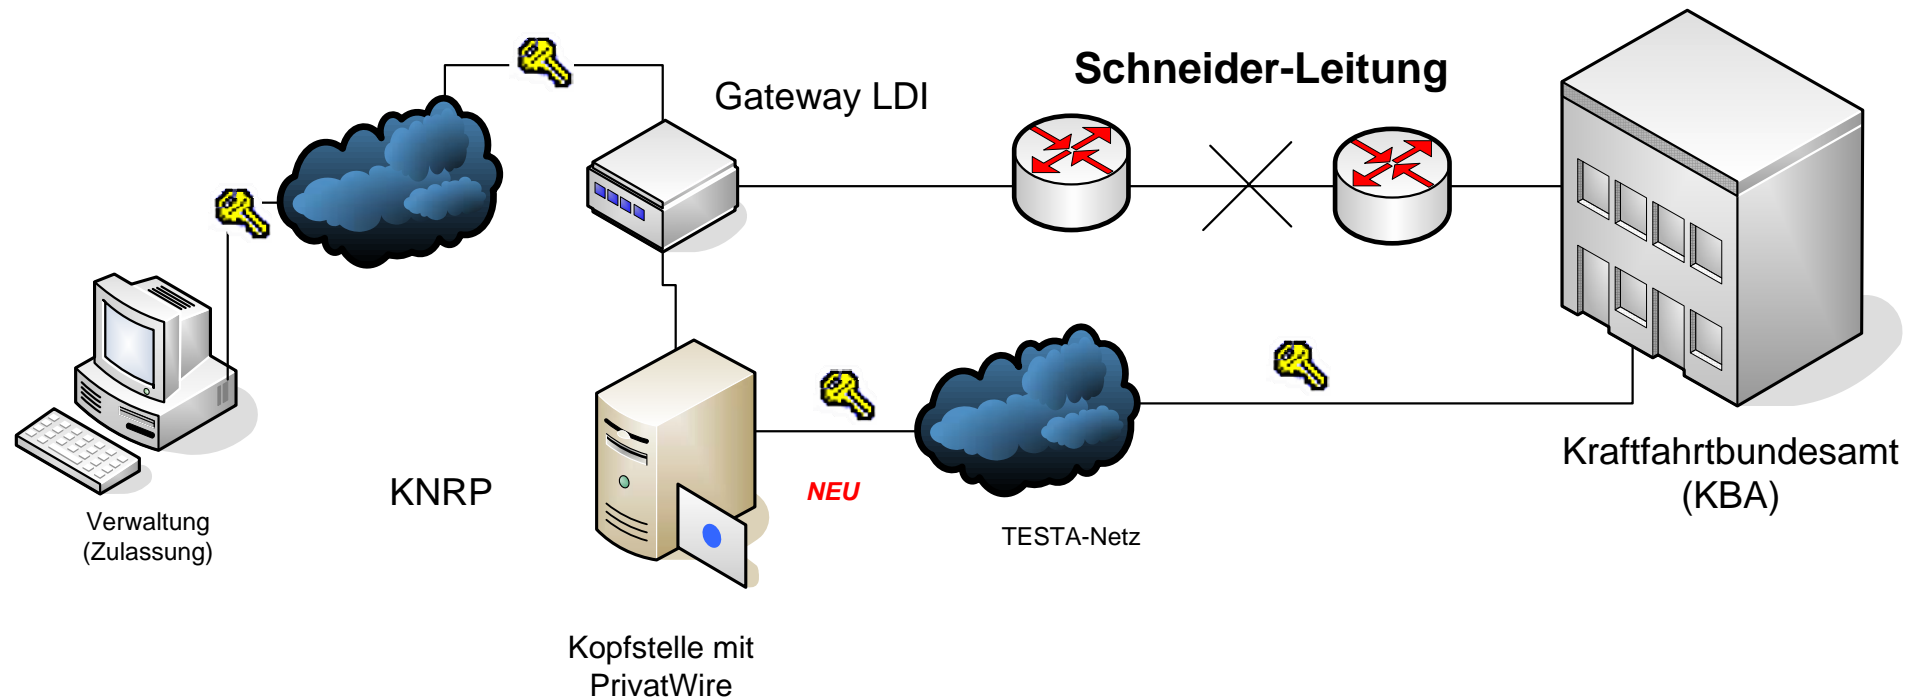 Schneider-Leitung
Gateway LDI
Kraftfahrtbundesamt
(KBA)
KNRP
NEU
Verwaltung
(Zulassung)
TESTA-Netz
Kopfstelle mit
PrivatWire